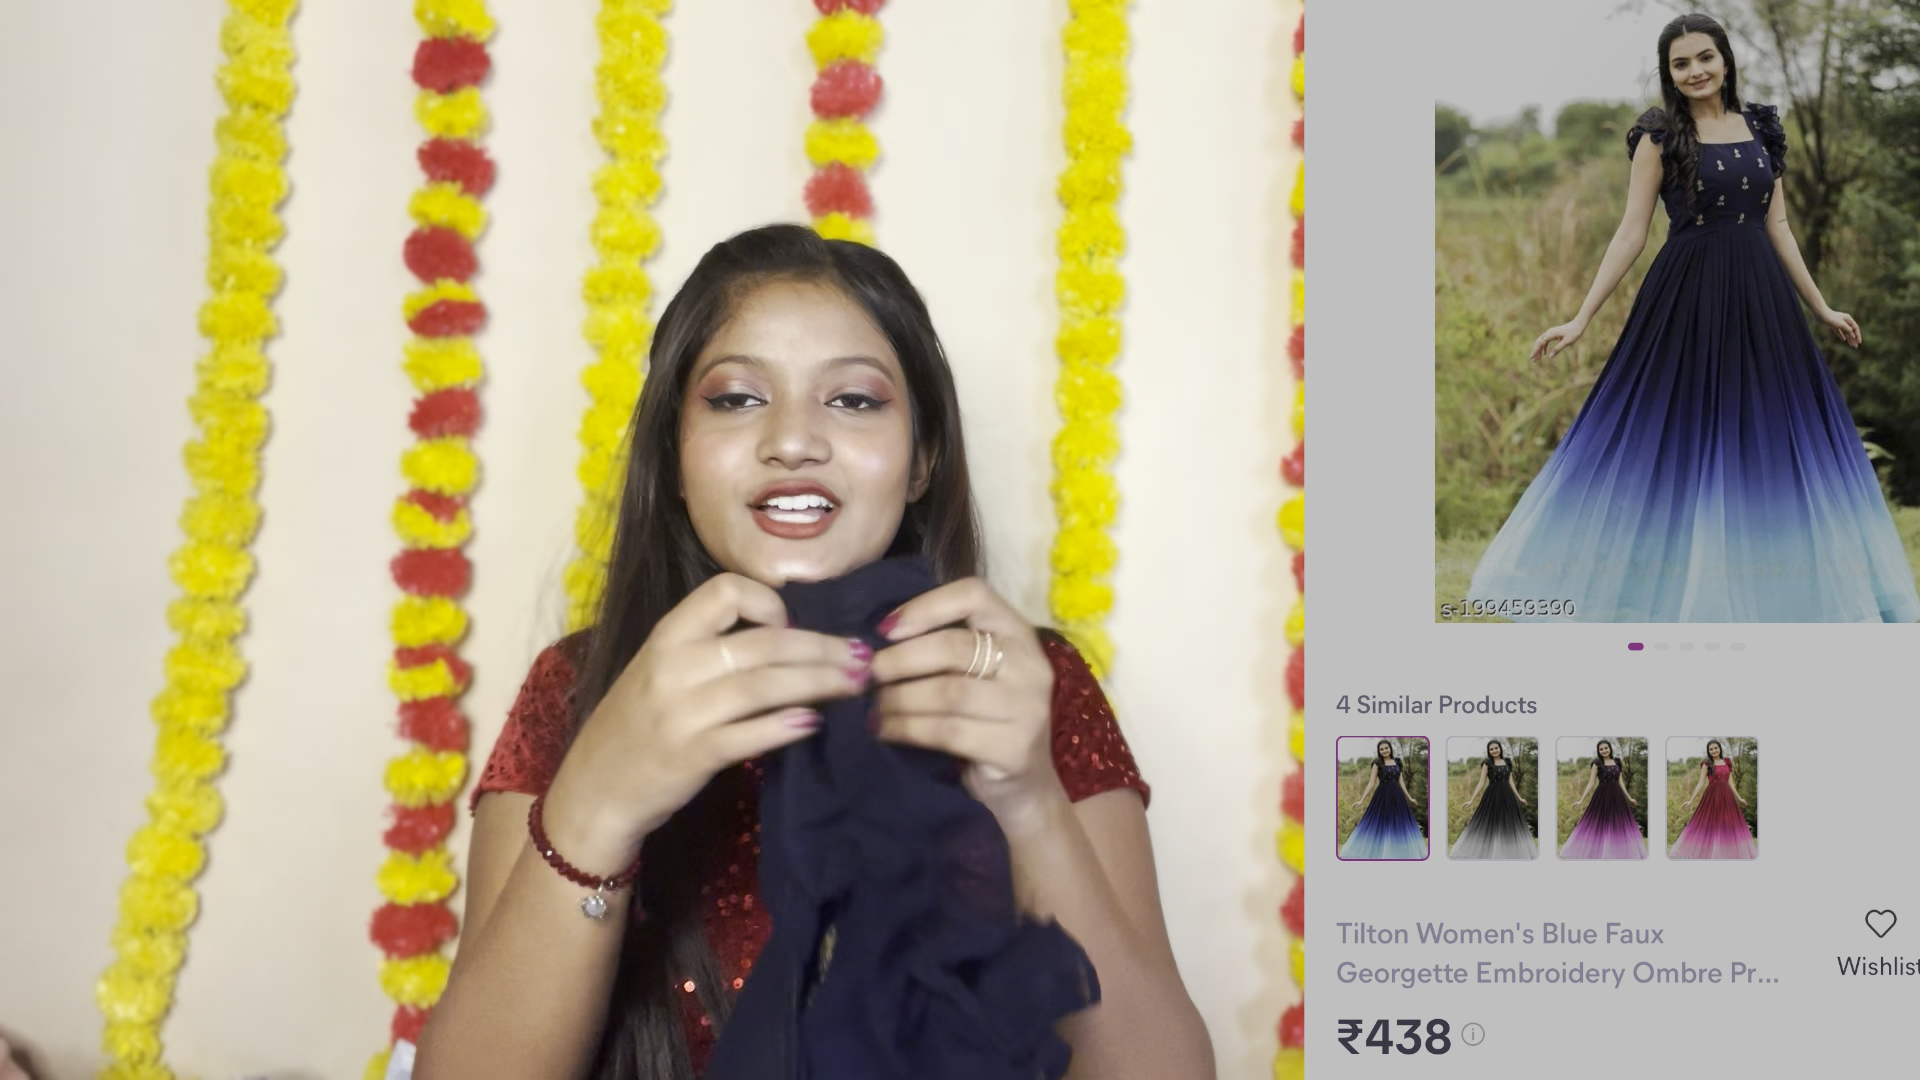 s-199459390
4 Similar Products
Tilton Women's Blue Faux
Wishlist
Georgette Embroidery Ombre Pr...
₹438